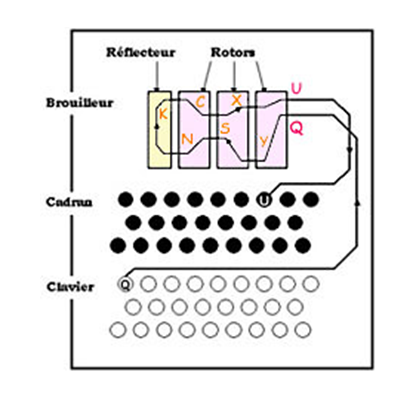 Réflecteur Rotors
U
Brouilleur
K C X
Q
N S Y
Cadran
U
Clavier
Q